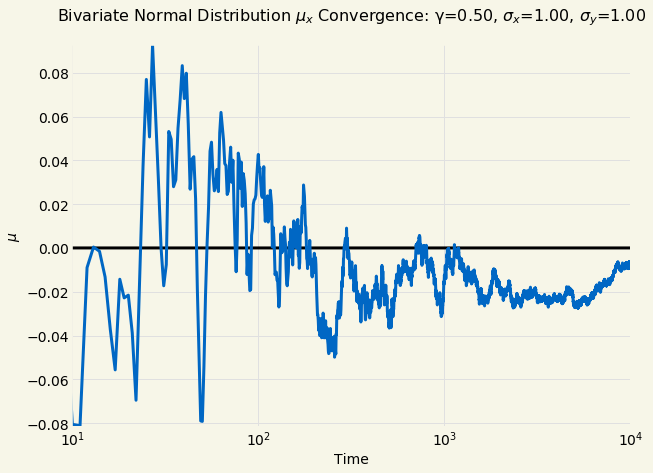 Bivariate Normal Distribution μₓ Convergence: γ=0.50, σₓ=1.00, σᵧ=1.00
0.08
0.06
0.04
0.02
0.00
−0.02
−0.04
−0.06
−0.08
μ
10¹ 10² 10³ 10⁴
Time